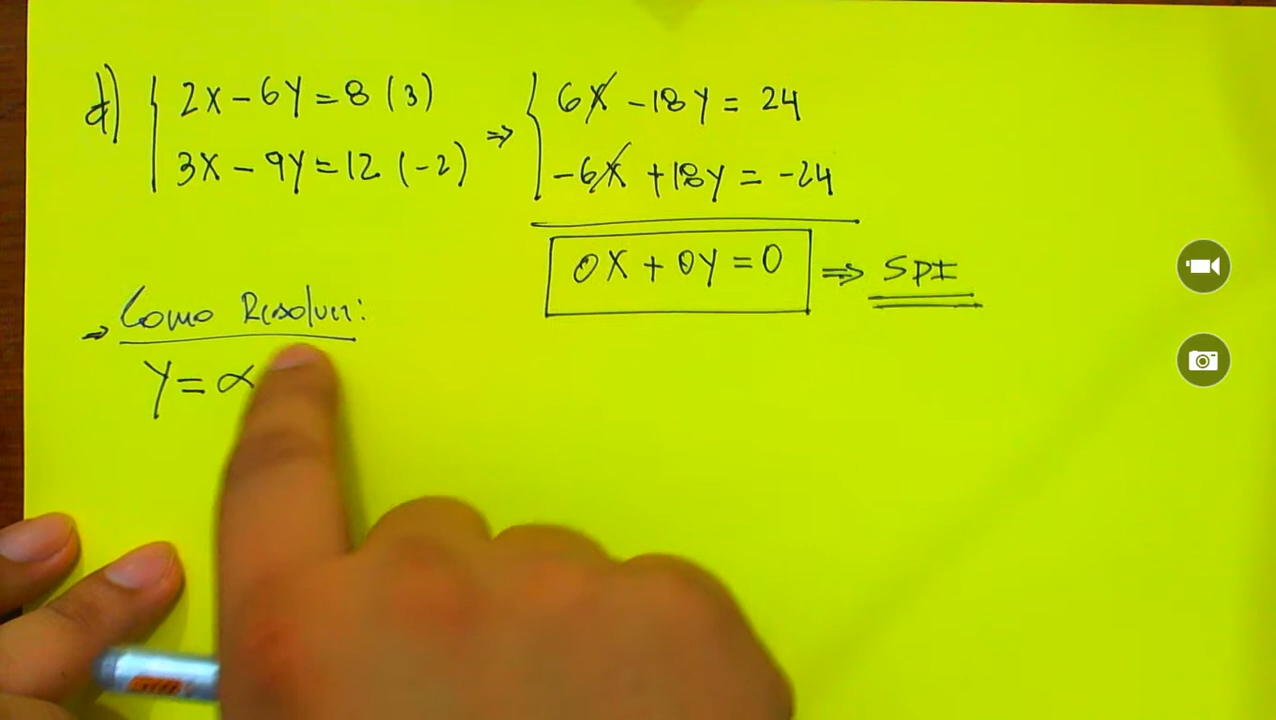 d) { 2X - 6Y = 8 (3) ⇒ { 6X - 18Y = 24
3X - 9Y = 12 (-2) -6X + 18Y = -24
0X + 0Y = 0 ⇒ SPI
⇒ Como Resolver:
Y = α